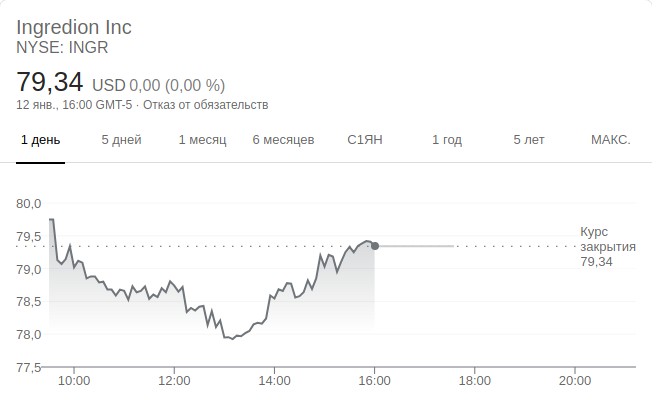 Ingredion Inc
NYSE: INGR
79,34 USD 0,00 (0,00 %)
12 янв., 16:00 GMT-5 · Отказ от обязательств
1 день 5 дней 1 месяц 6 месяцев С1ЯН 1 год 5 лет МАКС.
80,0
79,5
79,0
78,5
78,0
77,5
Курс
закрытия
79,34
10:00 12:00 14:00 16:00 18:00 20:00